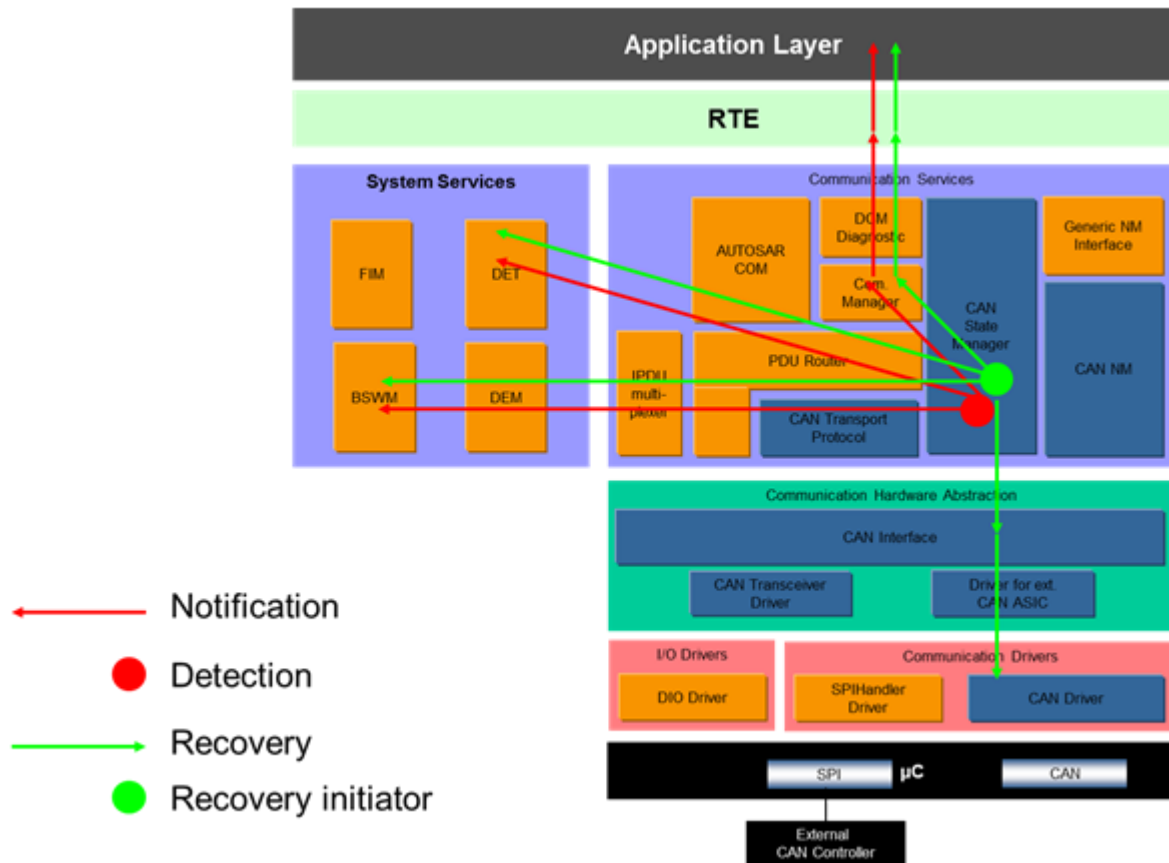 Application Layer
RTE
System Services
FIM
DET
BSWM
DEM
Communication Services
AUTOSAR
COM
DCM
Diagnostic
Com.
Manager
CAN
State
Manager
Generic NM
Interface
CAN NM
IPDU
multi-
plexer
PDU Router
CAN Transport
Protocol
Communication Hardware Abstraction
CAN Interface
CAN Transceiver
Driver
Driver for ext.
CAN ASIC
I/O Drivers
DIO Driver
Communication Drivers
SPIHandler
Driver
CAN Driver
SPI
µC
CAN
External
CAN Controller
Notification
Detection
Recovery
Recovery initiator